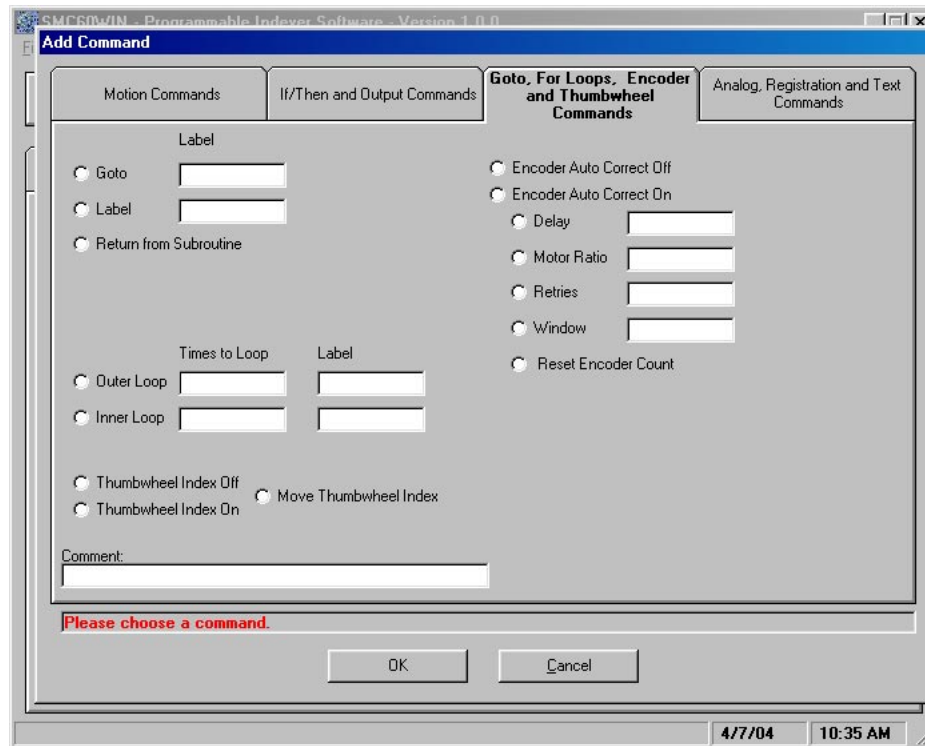 SMC60WIN - Programmable Indexer Software - Version 1.0.0
Add Command
Motion Commands
If/Then and Output Commands
Goto, For Loops, Encoder
and Thumbwheel
Commands
Analog, Registration and Text
Commands
Label
Goto
Label
Return from Subroutine
Encoder Auto Correct Off
Encoder Auto Correct On
Delay
Motor Ratio
Retries
Window
Reset Encoder Count
Times to Loop Label
Outer Loop
Inner Loop
Thumbwheel Index Off
Thumbwheel Index On
Move Thumbwheel Index
Comment:
Please choose a command.
OK Cancel
4/7/04 10:35 AM